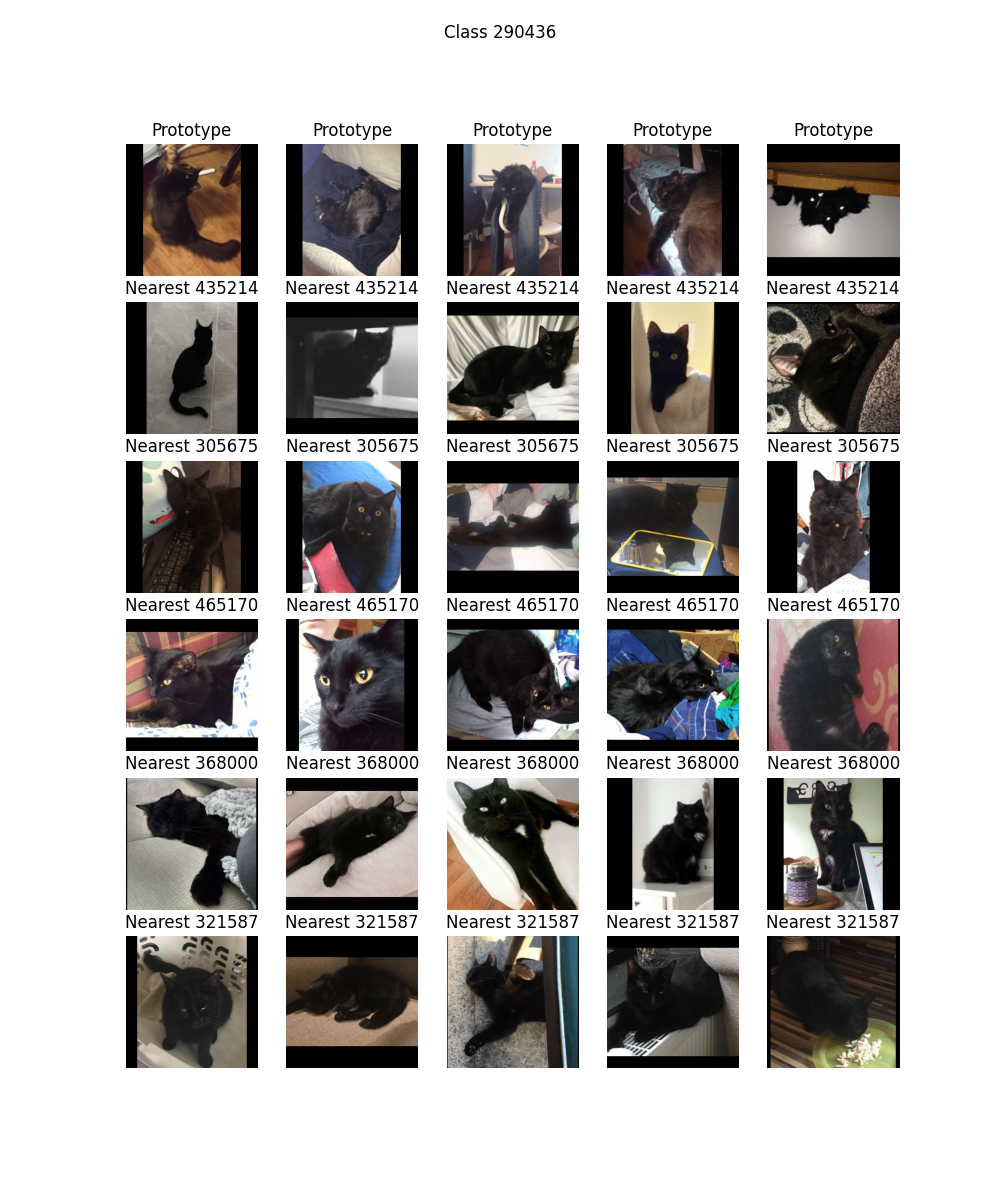 Class 290436
Prototype Prototype Prototype Prototype Prototype
Nearest 435214 Nearest 435214 Nearest 435214 Nearest 435214 Nearest 435214
Nearest 305675 Nearest 305675 Nearest 305675 Nearest 305675 Nearest 305675
Nearest 465170 Nearest 465170 Nearest 465170 Nearest 465170 Nearest 465170
Nearest 368000 Nearest 368000 Nearest 368000 Nearest 368000 Nearest 368000
Nearest 321587 Nearest 321587 Nearest 321587 Nearest 321587 Nearest 321587